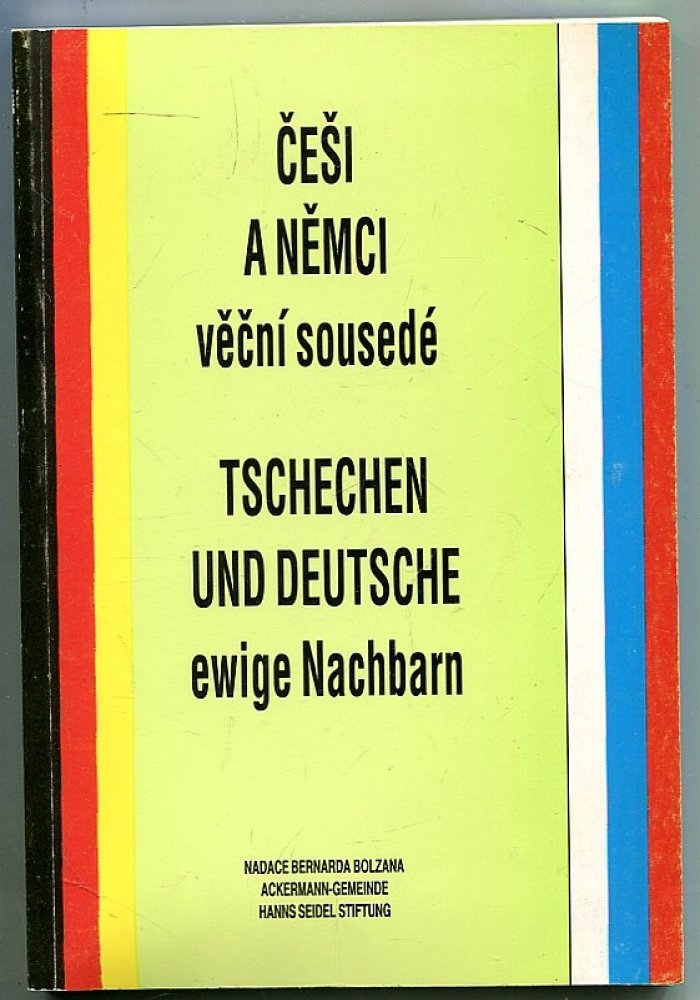 ČEŠI
A NĚMCI
věční sousedé
TSCHECHEN
UND DEUTSCHE
ewige Nachbarn
NADACE BERNARDA BOLZANA
ACKERMANN-GEMEINDE
HANNS SEIDEL STIFTUNG